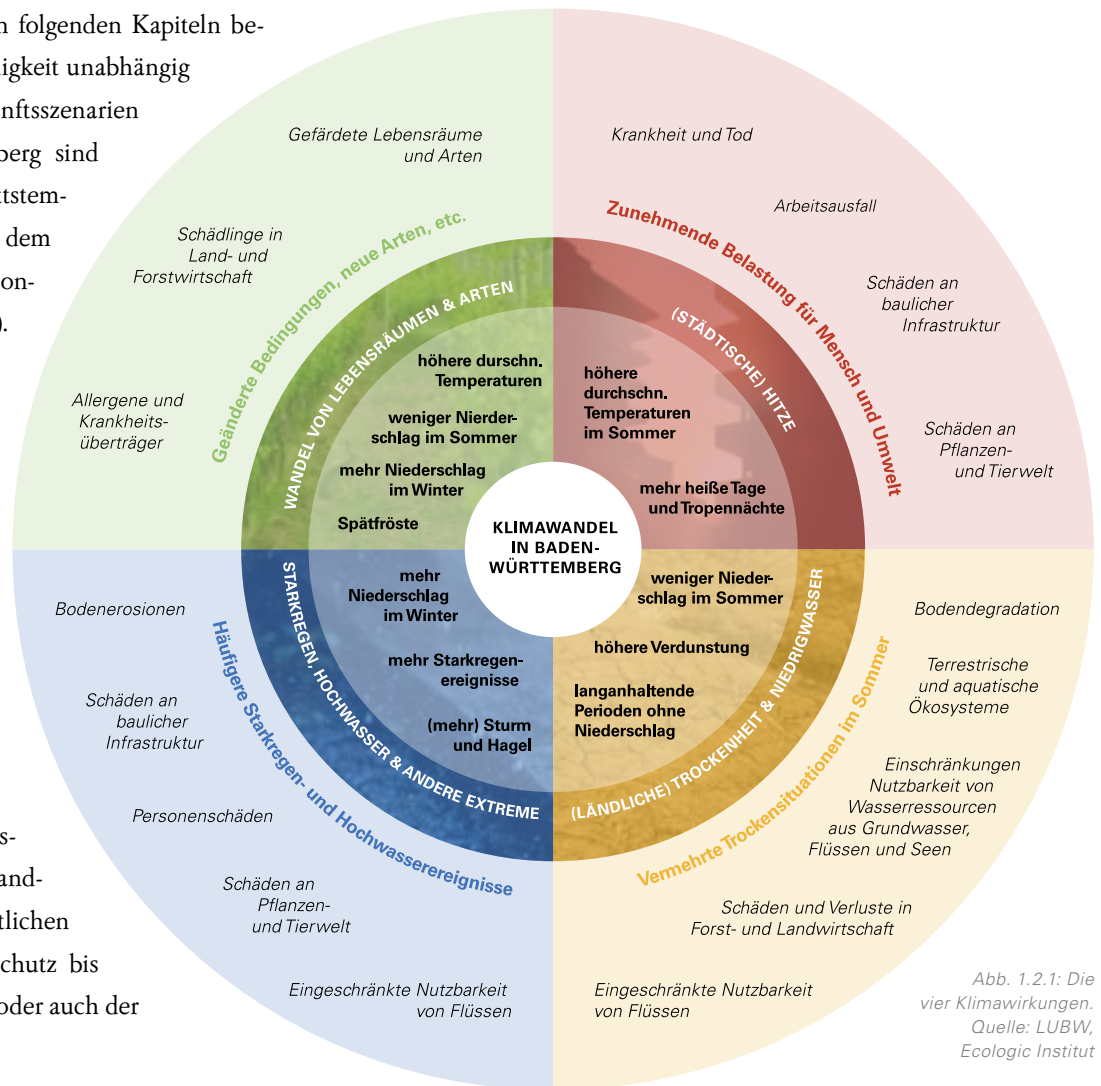 n folgenden Kapiteln be-
ligkeit unabhängig
nftsszenarien
berg sind
ttstem-
dem
on-
).
s-
and-
tlichen
schutz bis
oder auch der
Gefärdete Lebensräume
und Arten
Schädlinge in
Land- und
Forstwirtschaft
Allergene und
Krankheits-
überträger
Geänderte Bedingungen, neue Arten, etc.
WANDEL VON LEBENSRÄUMEN & ARTEN
höhere durschn.
Temperaturen
weniger Nierder-
schlag im Sommer
mehr Niederschlag
im Winter
Spätfröste
Krankheit und Tod
Arbeitsausfall
Schäden an
baulicher
Infrastruktur
Schäden an
Pflanzen-
und Tierwelt
Zunehmende Belastung für Mensch und Umwelt
(STÄDTISCHE) HITZE
höhere
durchschn.
Temperaturen
im Sommer
mehr heiße Tage
und Tropennächte
KLIMAWANDEL
IN BADEN-
WÜRTTEMBERG
mehr
Niederschlag
im Winter
mehr Starkregen-
ereignisse
(mehr) Sturm
und Hagel
STARKREGEN, HOCHWASSER & ANDERE EXTREME
Häufigere Starkregen- und Hochwasserereignisse
Bodenerosionen
Schäden an
baulicher
Infrastruktur
Personenschäden
Schäden an
Pflanzen-
und Tierwelt
Eingeschränkte Nutzbarkeit
von Flüssen
weniger Nieder-
schlag im Sommer
höhere Verdunstung
langanhaltende
Perioden ohne
Niederschlag
(LÄNDLICHE) TROCKENHEIT & NIEDRIGWASSER
Vermehrte Trockensituationen im Sommer
Bodendegradation
Terrestrische
und aquatische
Ökosysteme
Einschränkungen
Nutzbarkeit von
Wasserressourcen
aus Grundwasser,
Flüssen und Seen
Schäden und Verluste in
Forst- und Landwirtschaft
Eingeschränkte Nutzbarkeit
von Flüssen
Abb. 1.2.1: Die
vier Klimawirkungen.
Quelle: LUBW,
Ecologic Institut